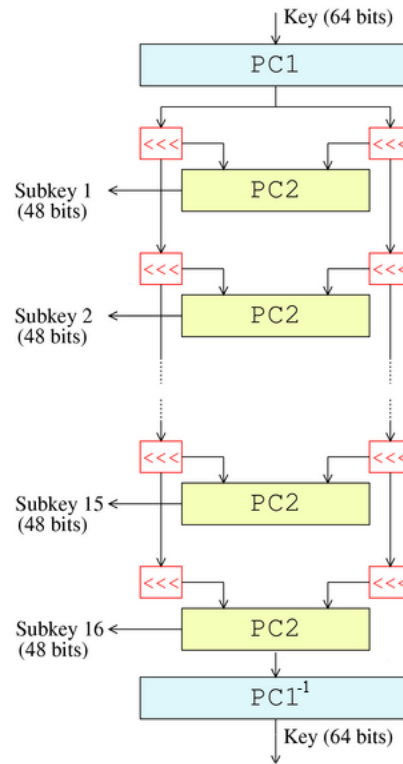 Key (64 bits)
PC1
<<< <<<
Subkey 1
(48 bits)
PC2
<<< <<<
Subkey 2
(48 bits)
PC2
<<< <<<
Subkey 15
(48 bits)
PC2
<<< <<<
Subkey 16
(48 bits)
PC2
PC1⁻¹
Key (64 bits)